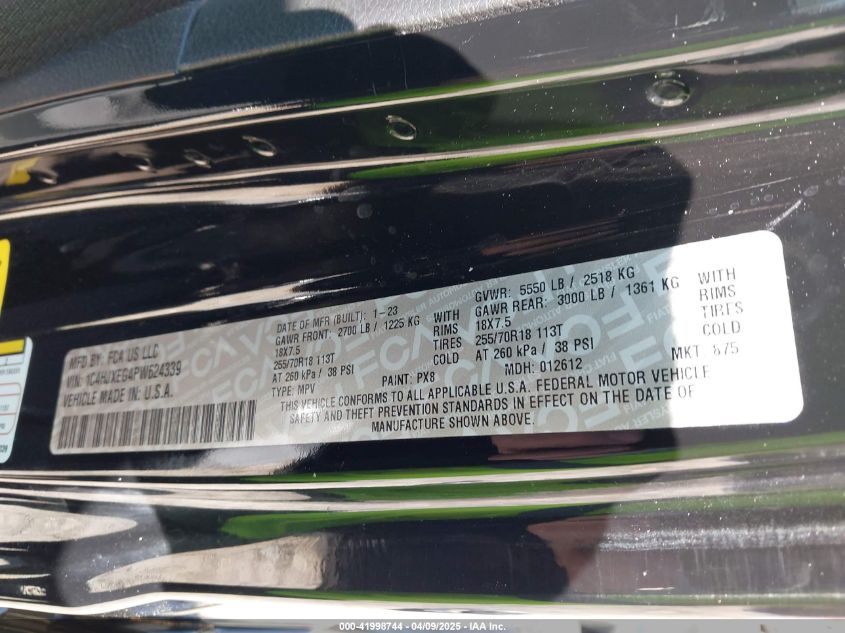 MFD BY: FCA US LLC
VIN: 1C4HJXEG4PW624339
VEHICLE MADE IN: U.S.A.
DATE OF MFR (BUILT): 1-23
GAWR FRONT: 2700 LB / 1225 KG WITH
18X7.5 RIMS
255/70R18 113T TIRES
AT 260 kPa / 38 PSI COLD
TYPE: MPV
GVWR: 5550 LB / 2518 KG
GAWR REAR: 3000 LB / 1361 KG WITH
18X7.5 RIMS
255/70R18 113T TIRES
AT 260 kPa / 38 PSI COLD
PAINT: PX8 MDH: 012612 MKT: 875
THIS VEHICLE CONFORMS TO ALL APPLICABLE U.S.A. FEDERAL MOTOR VEHICLE
SAFETY AND THEFT PREVENTION STANDARDS IN EFFECT ON THE DATE OF
MANUFACTURE SHOWN ABOVE.
000-41998744 - 04/09/2025 - IAA Inc.